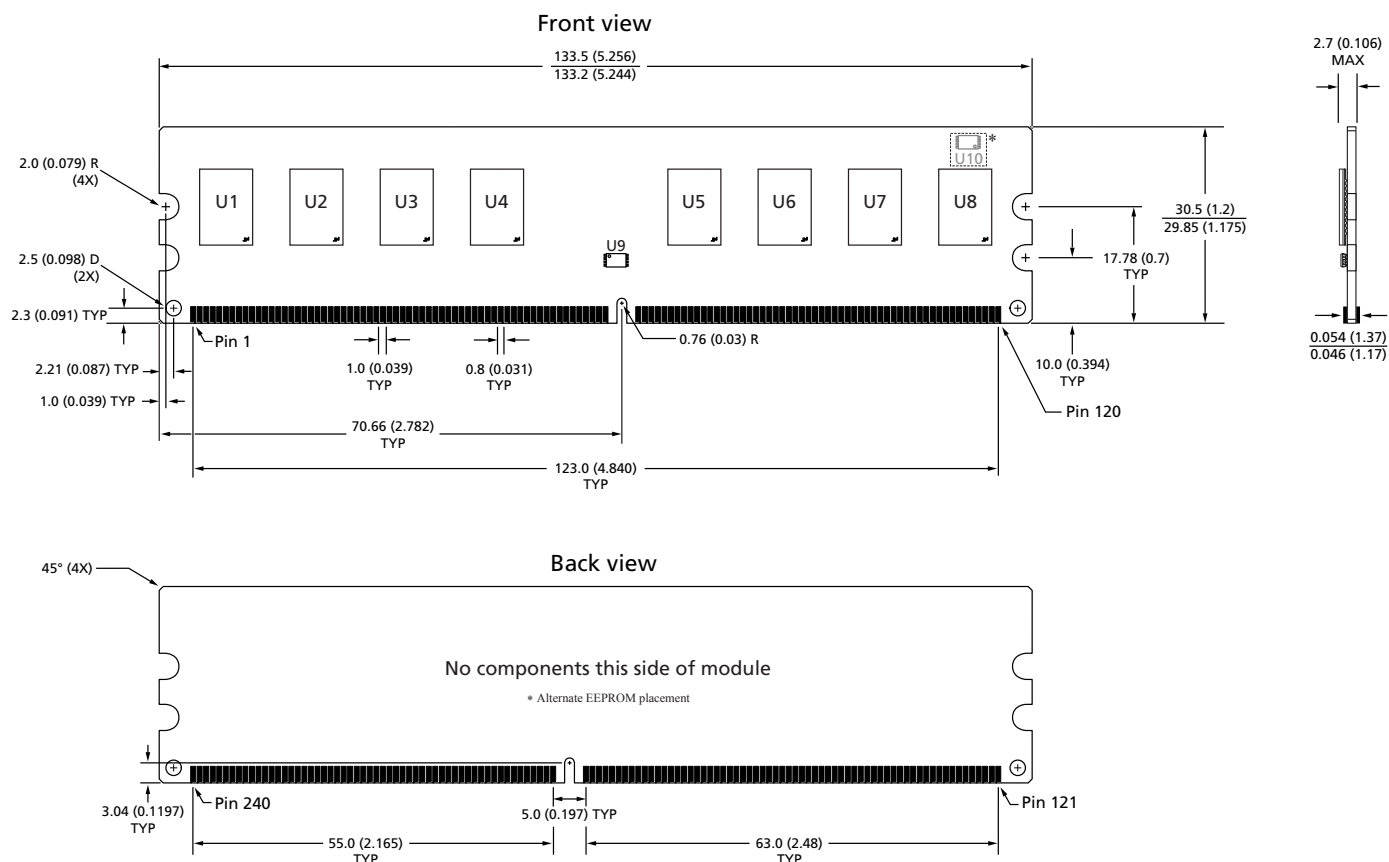 Front view
133.5 (5.256)
133.2 (5.244)
2.7 (0.106)
MAX
*
U10
2.0 (0.079) R
(4X)
U1
U2
U3
U4
U5
U6
U7
U8
30.5 (1.2)
29.85 (1.175)
U9
2.5 (0.098) D
(2X)
17.78 (0.7)
TYP
2.3 (0.091) TYP
Pin 1
0.76 (0.03) R
0.054 (1.37)
0.046 (1.17)
2.21 (0.087) TYP
1.0 (0.039)
TYP
0.8 (0.031)
TYP
10.0 (0.394)
TYP
1.0 (0.039) TYP
Pin 120
70.66 (2.782)
TYP
123.0 (4.840)
TYP
Back view
45° (4X)
No components this side of module
* Alternate EEPROM placement
3.04 (0.1197)
TYP
Pin 240
5.0 (0.197) TYP
Pin 121
55.0 (2.165)
TYP
63.0 (2.48)
TYP